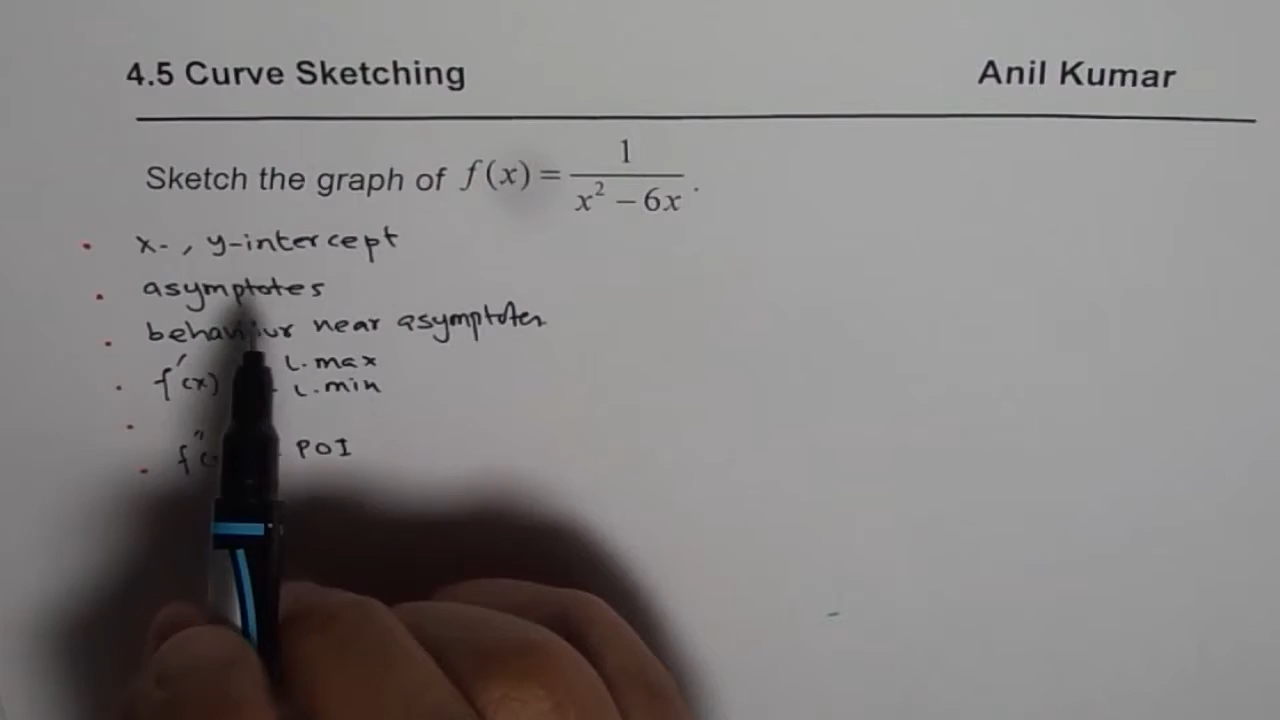 4.5 Curve Sketching Anil Kumar
Sketch the graph of f(x) = 1 / (x² − 6x).
x- , y-intercept
asymptotes
near asymptotes
f'(x) L.max
L.min
POI